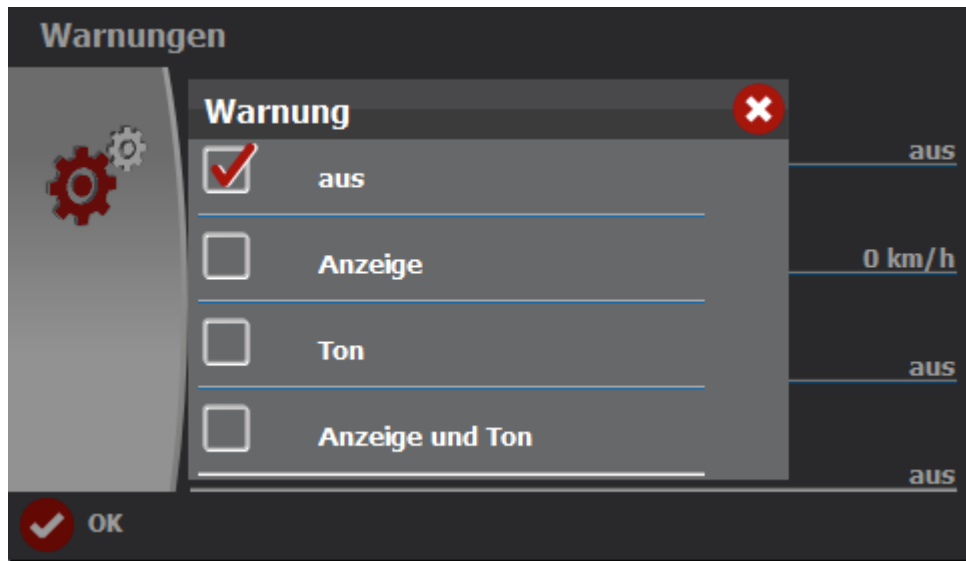 Warnungen
Warnung
aus
aus
Anzeige
0 km/h
Ton
aus
Anzeige und Ton
aus
OK